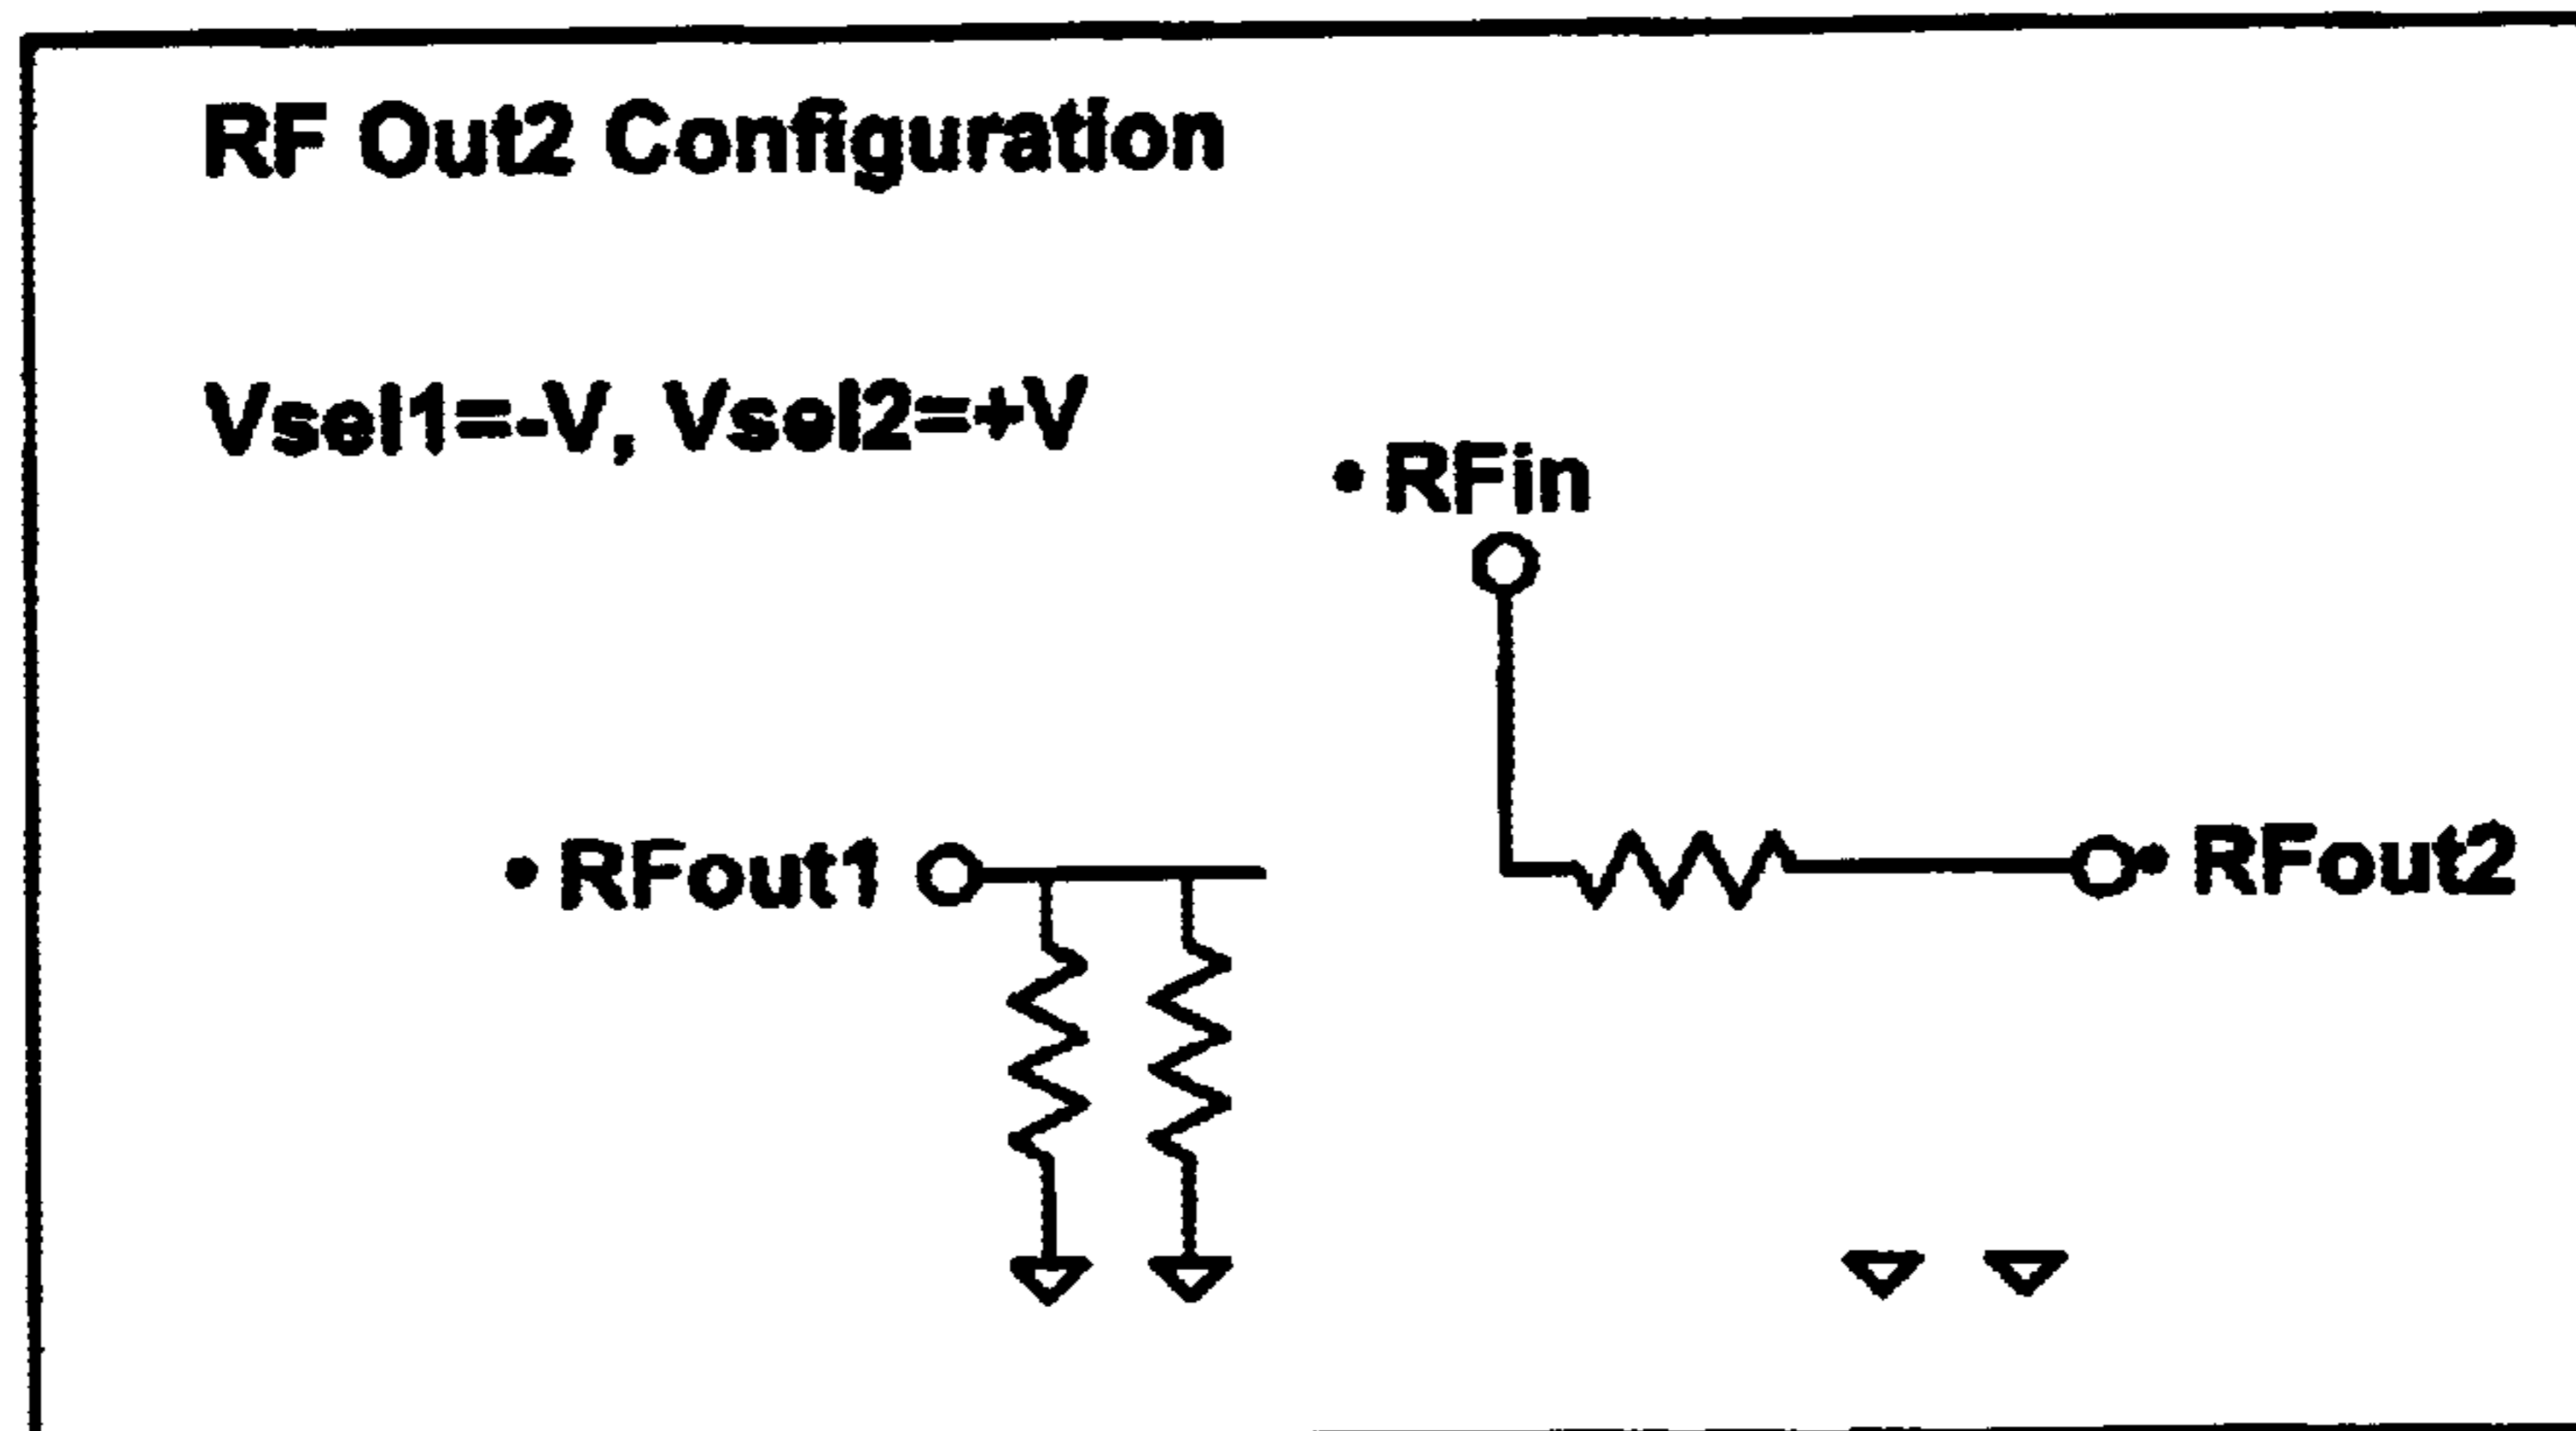 RF Out2 Configuration
Vsel1=-V, Vsel2=+V
• RFin
• RFout1
• RFout2